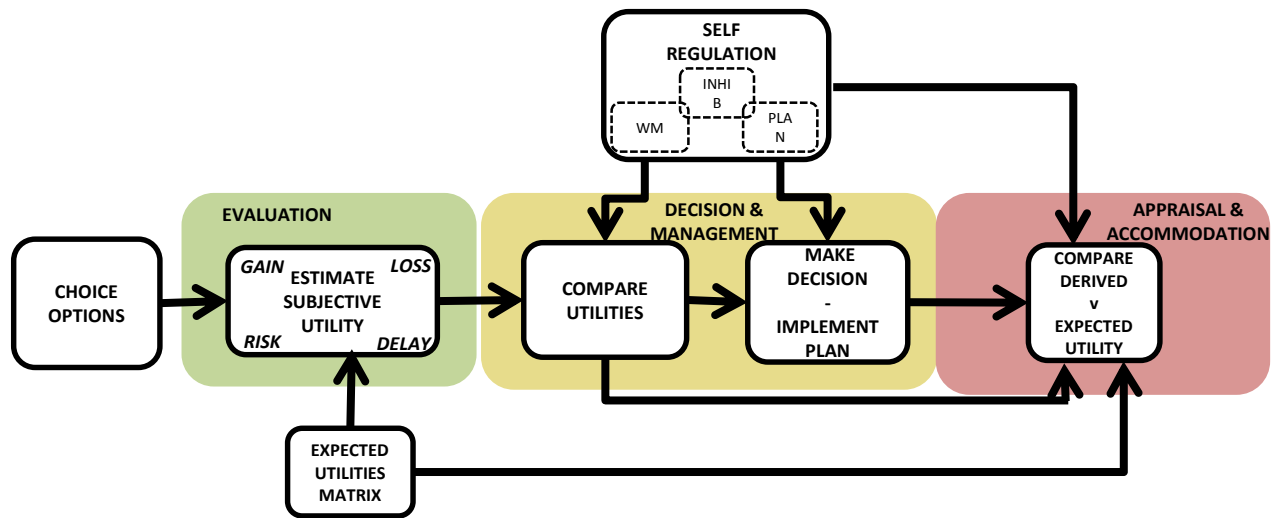 SELF
REGULATION
INHI
B
WM
PLA
N
EVALUATION
DECISION &
MANAGEMENT
APPRAISAL &
ACCOMMODATION
CHOICE
OPTIONS
GAIN
LOSS
ESTIMATE
SUBJECTIVE
UTILITY
RISK
DELAY
COMPARE
UTILITIES
MAKE
DECISION
-
IMPLEMENT
PLAN
COMPARE
DERIVED
v
EXPECTED
UTILITY
EXPECTED
UTILITIES
MATRIX